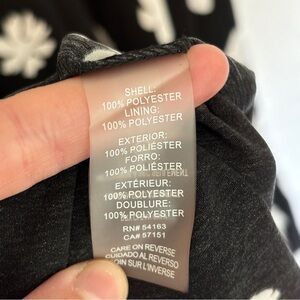 SHELL:
100% POLYESTER
LINING:
100% POLYESTER
EXTERIOR:
100% POLIÉSTER
FORRO:
100% POLIÉSTER
EXTÉRIEUR:
100% POLYESTER
DOUBLURE:
100% POLYESTER
RN# 54163
CA# 57151
CARE ON REVERSE
CUIDADO AL REVERSO
SOIN SUR L'INVERSE